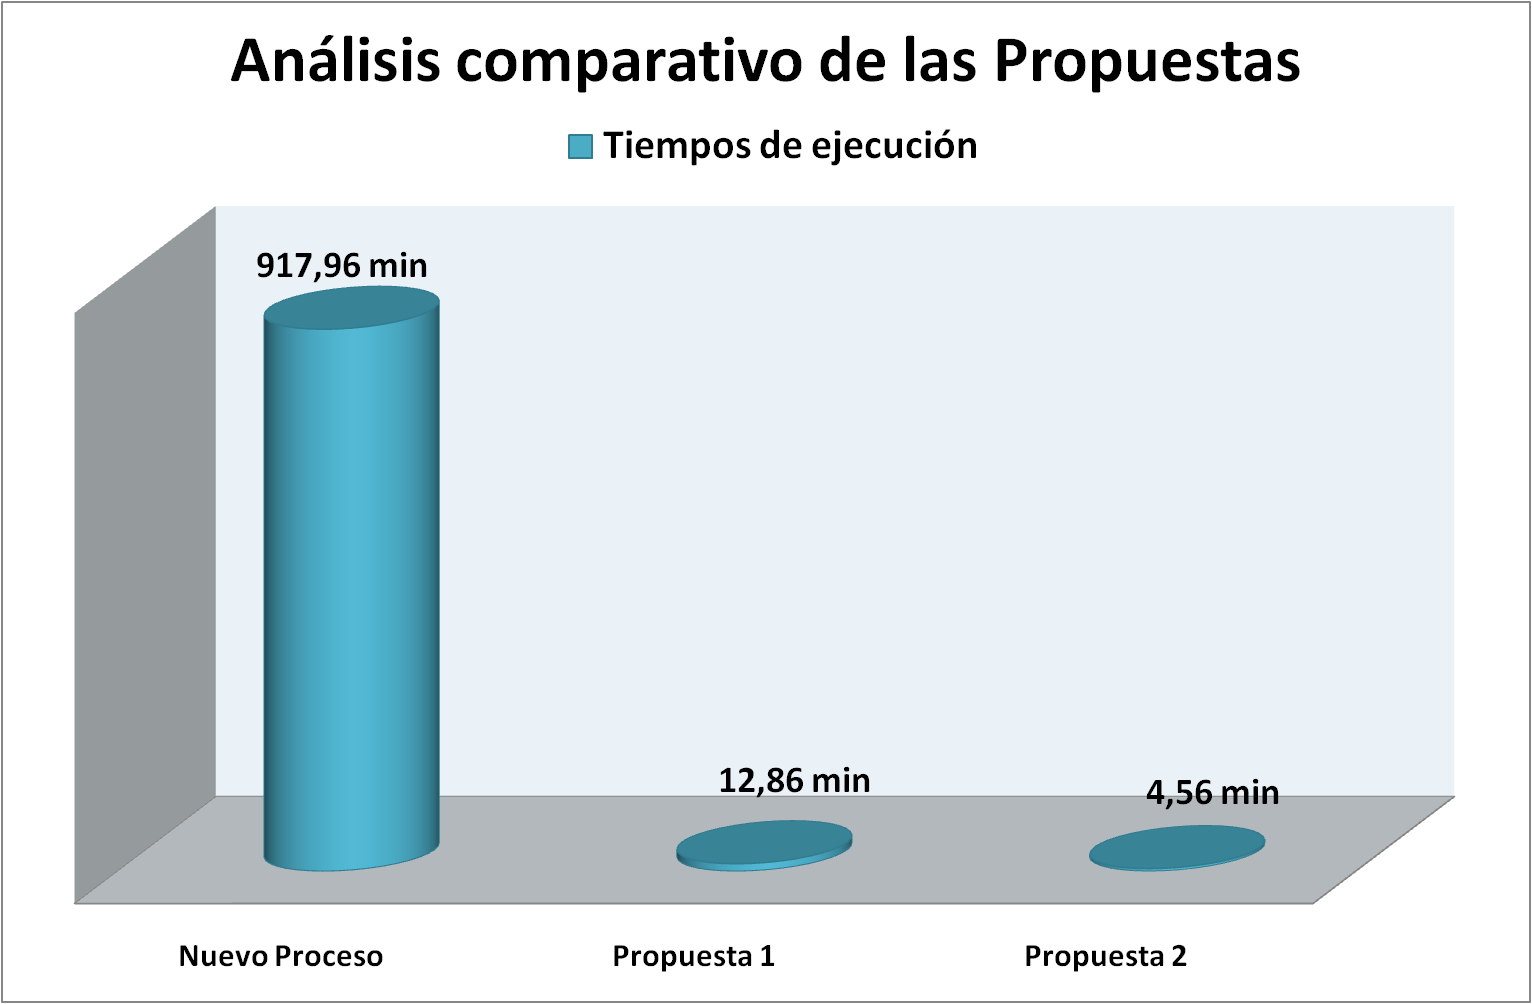 Análisis comparativo de las Propuestas
Tiempos de ejecución
917,96 min
12,86 min
4,56 min
Nuevo Proceso
Propuesta 1
Propuesta 2